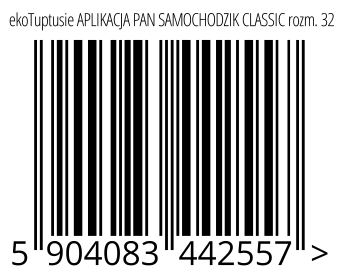 ekoTuptusie APLIKACJA PAN SAMOCHODZIK CLASSIC rozm. 32
5 904083 442557 >